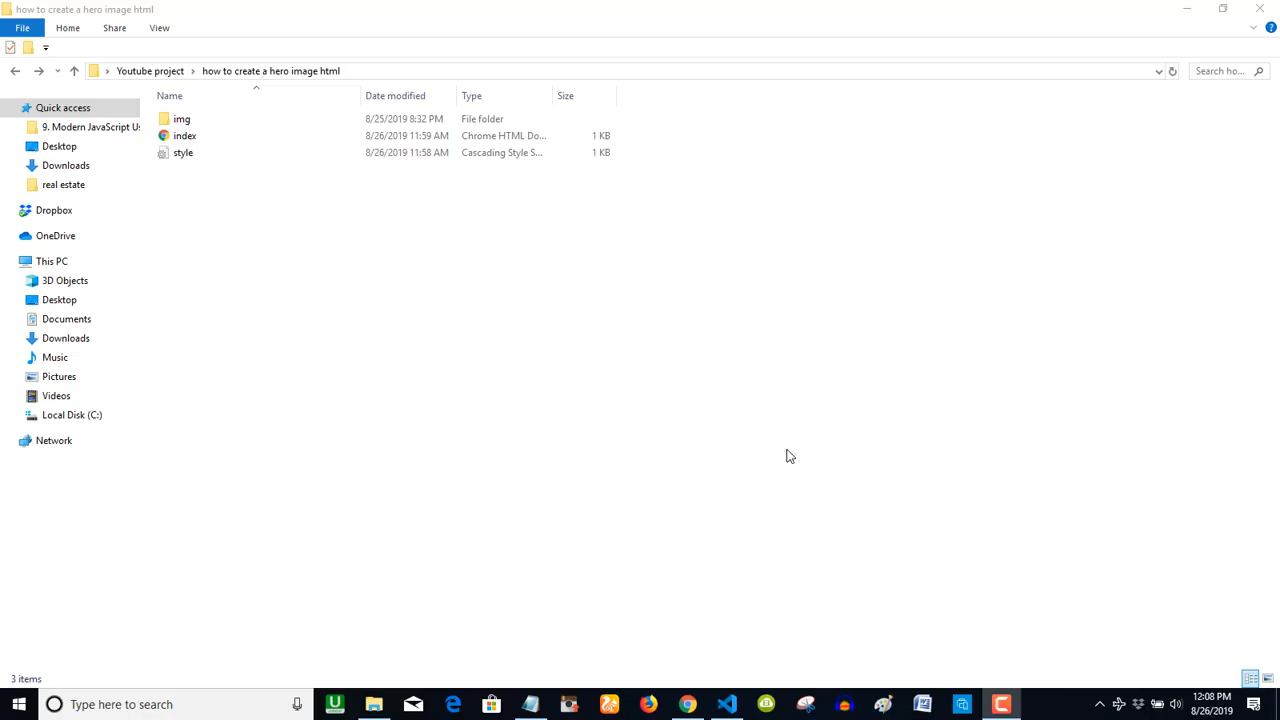 how to create a hero image html
File Home Share View
Youtube project how to create a hero image html Search ho...
Name Date modified Type Size
Quick access
9. Modern JavaScript Us
Desktop
Downloads
real estate
Dropbox
OneDrive
This PC
3D Objects
Desktop
Documents
Downloads
Music
Pictures
Videos
Local Disk (C:)
Network
img 8/25/2019 8:32 PM File folder
index 8/26/2019 11:59 AM Chrome HTML Do... 1 KB
style 8/26/2019 11:58 AM Cascading Style S... 1 KB
3 items
Type here to search
12:08 PM
8/26/2019